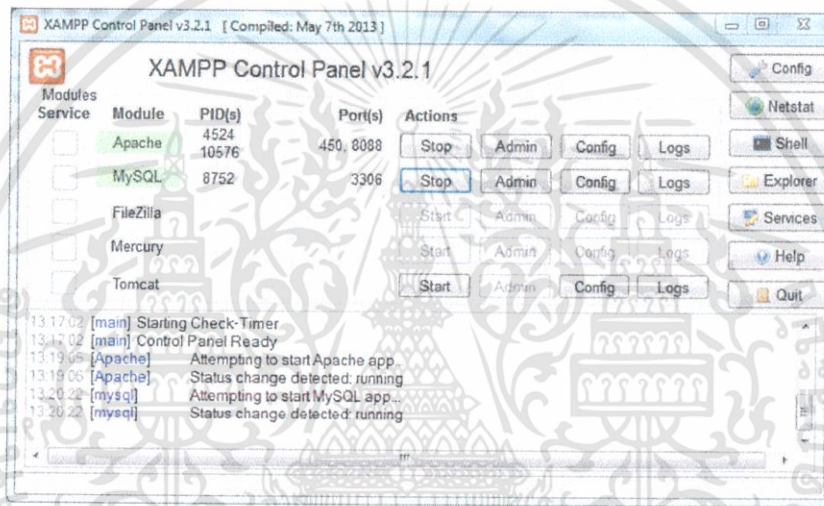 XAMPP Control Panel v3.2.1 [ Compiled: May 7th 2013 ]
XAMPP Control Panel v3.2.1
Config
Modules
Service Module PID(s) Port(s) Actions
Netstat
Apache 4524 10576 450, 8088 Stop Admin Config Logs
Shell
MySQL 8752 3306 Stop Admin Config Logs
Explorer
FileZilla Start Admin Config Logs
Services
Mercury Start Admin Config Logs
Help
Tomcat Start Admin Config Logs
Quit
13:17:02 [main] Starting Check-Timer
13:17:02 [main] Control Panel Ready
13:19:05 [Apache] Attempting to start Apache app...
13:19:06 [Apache] Status change detected: running
13:20:22 [mysql] Attempting to start MySQL app...
13:20:22 [mysql] Status change detected: running